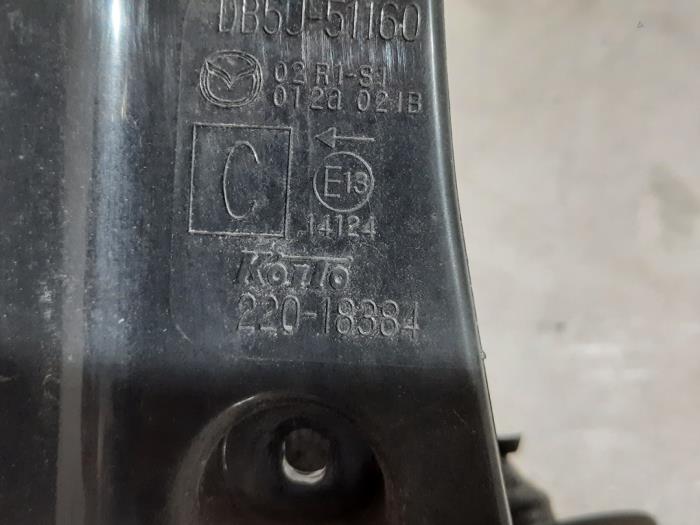 DB5J-51160
02 R1-S1
012a 021B
C
E13
14124
Koito
220-18384